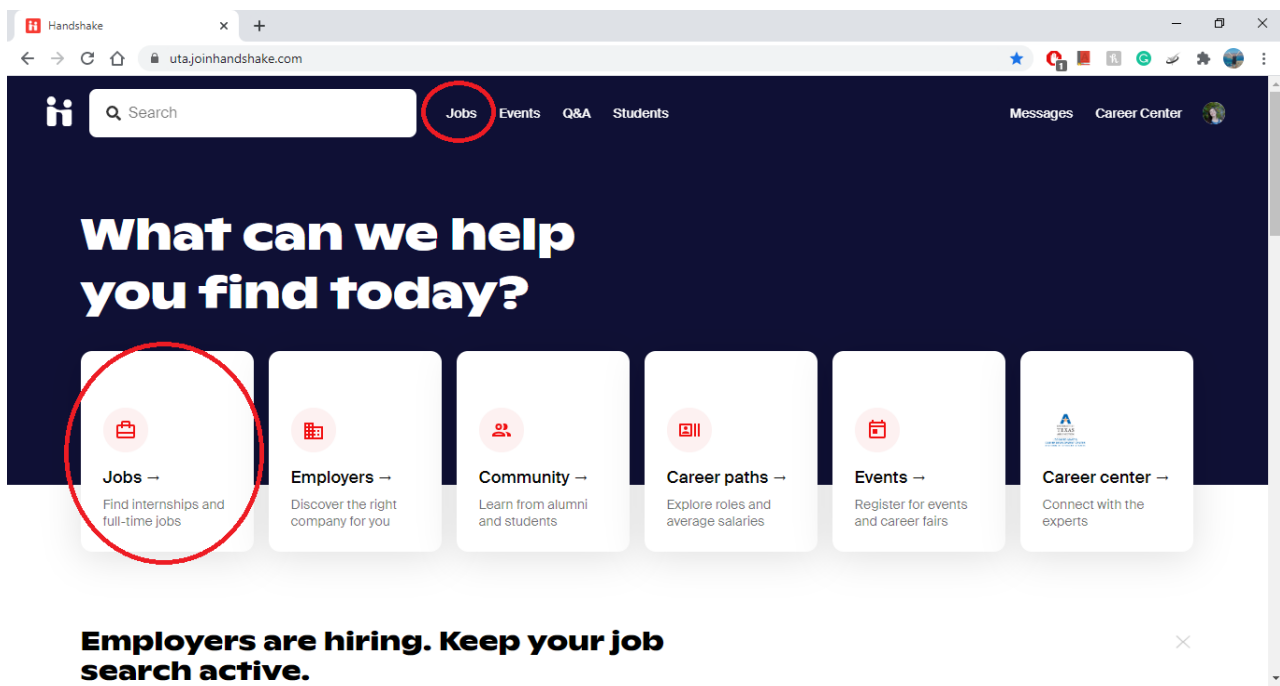 Handshake
uta.joinhandshake.com
1
Search
Jobs Events Q&A Students
Messages Career Center
What can we help
you find today?
Jobs →
Find internships and
full-time jobs
Employers →
Discover the right
company for you
Community →
Learn from alumni
and students
Career paths →
Explore roles and
average salaries
Events →
Register for events
and career fairs
TEXAS
Career center →
Connect with the
experts
Employers are hiring. Keep your job
search active.